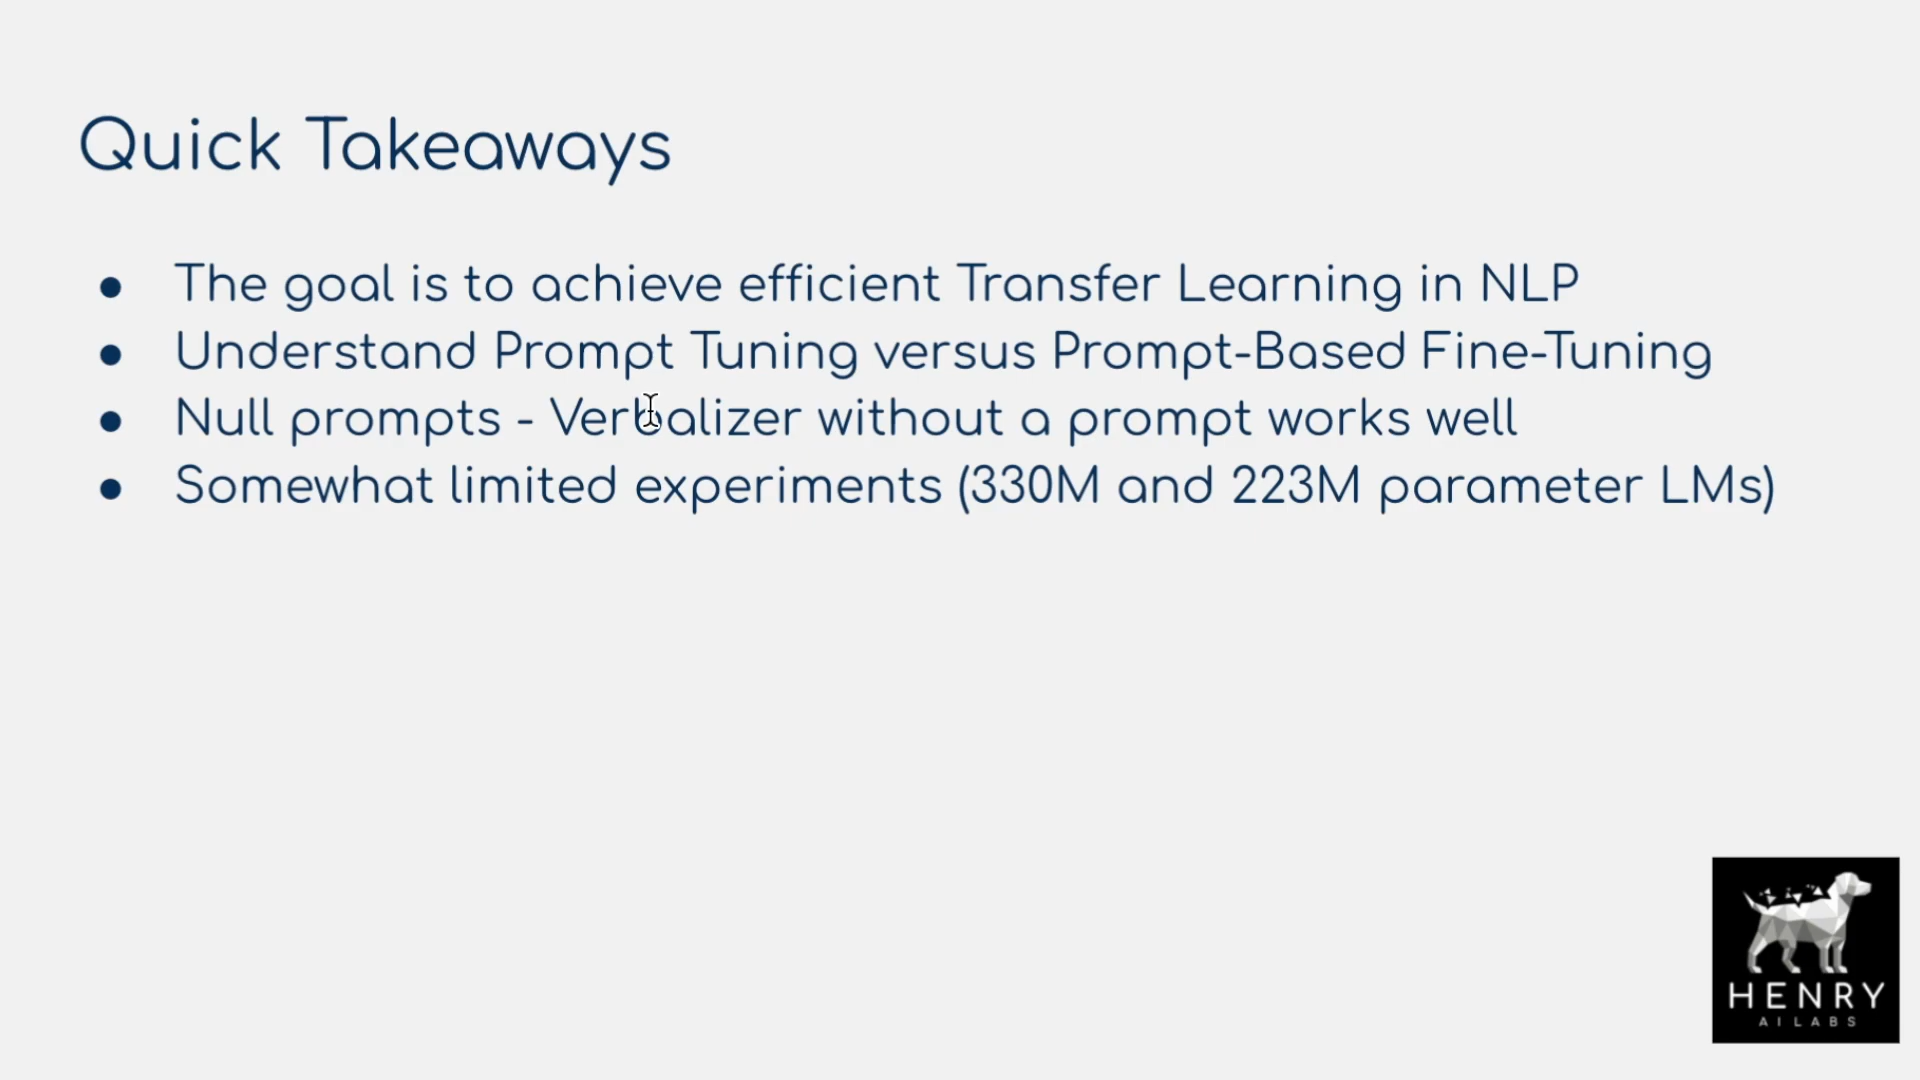 Quick Takeaways
● The goal is to achieve efficient Transfer Learning in NLP
● Understand Prompt Tuning versus Prompt-Based Fine-Tuning
● Null prompts - Verbalizer without a prompt works well
● Somewhat limited experiments (330M and 223M parameter LMs)
HENRY
AI LABS